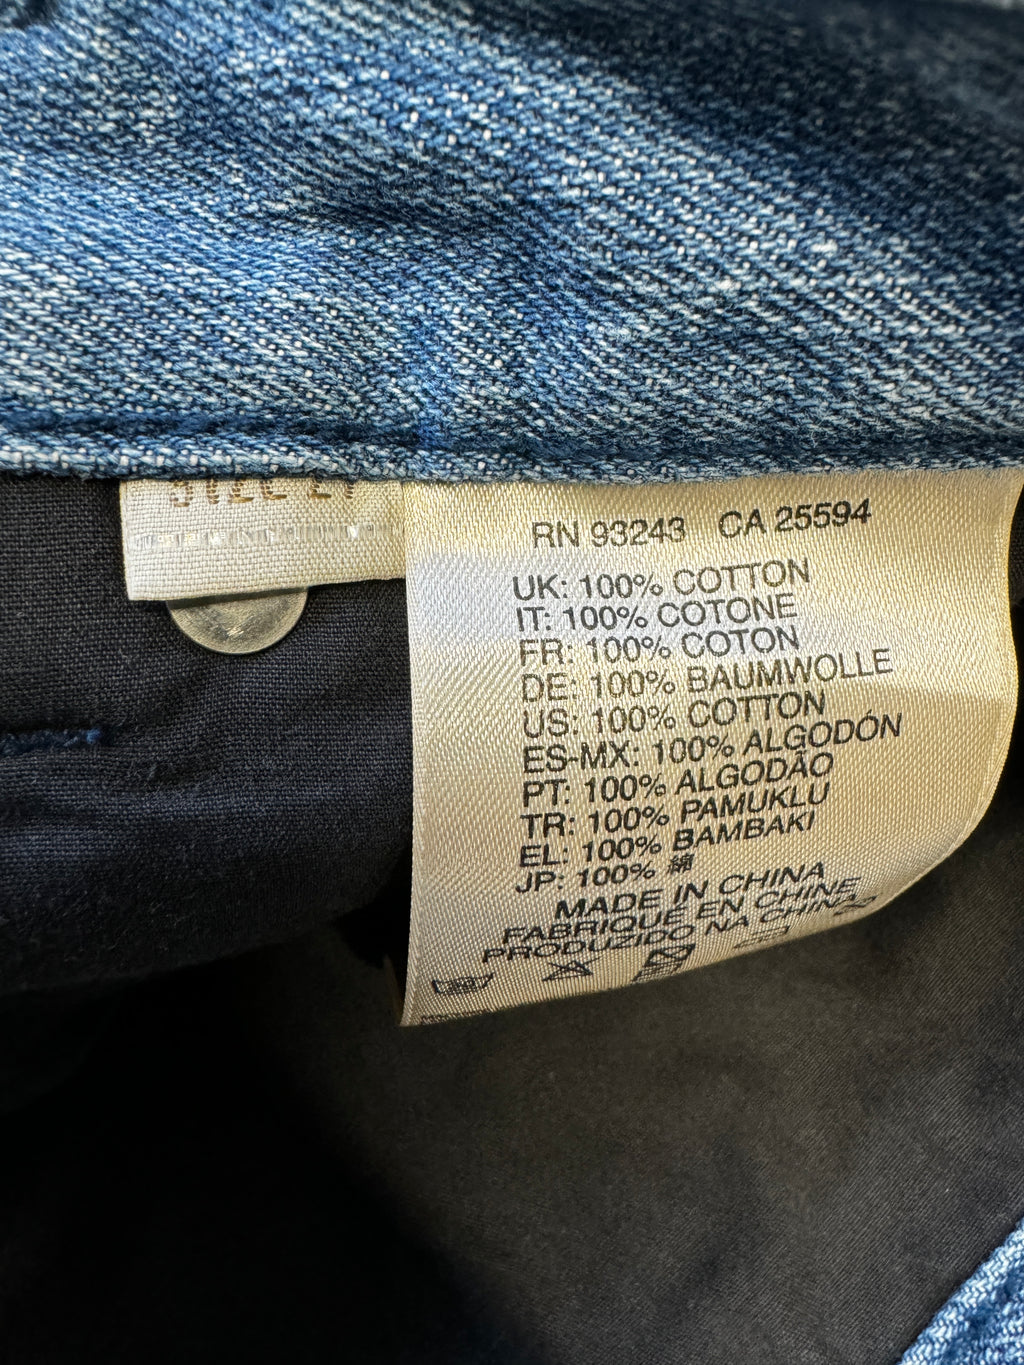 RN 93243 CA 25594
UK: 100% COTTON
IT: 100% COTONE
FR: 100% COTON
DE: 100% BAUMWOLLE
US: 100% COTTON
ES-MX: 100% ALGODÓN
PT: 100% ALGODÃO
TR: 100% PAMUKLU
EL: 100% BAMBAKI
JP: 100% 綿
MADE IN CHINA
FABRIQUÉ EN CHINE
PRODUZIDO NA CHINA